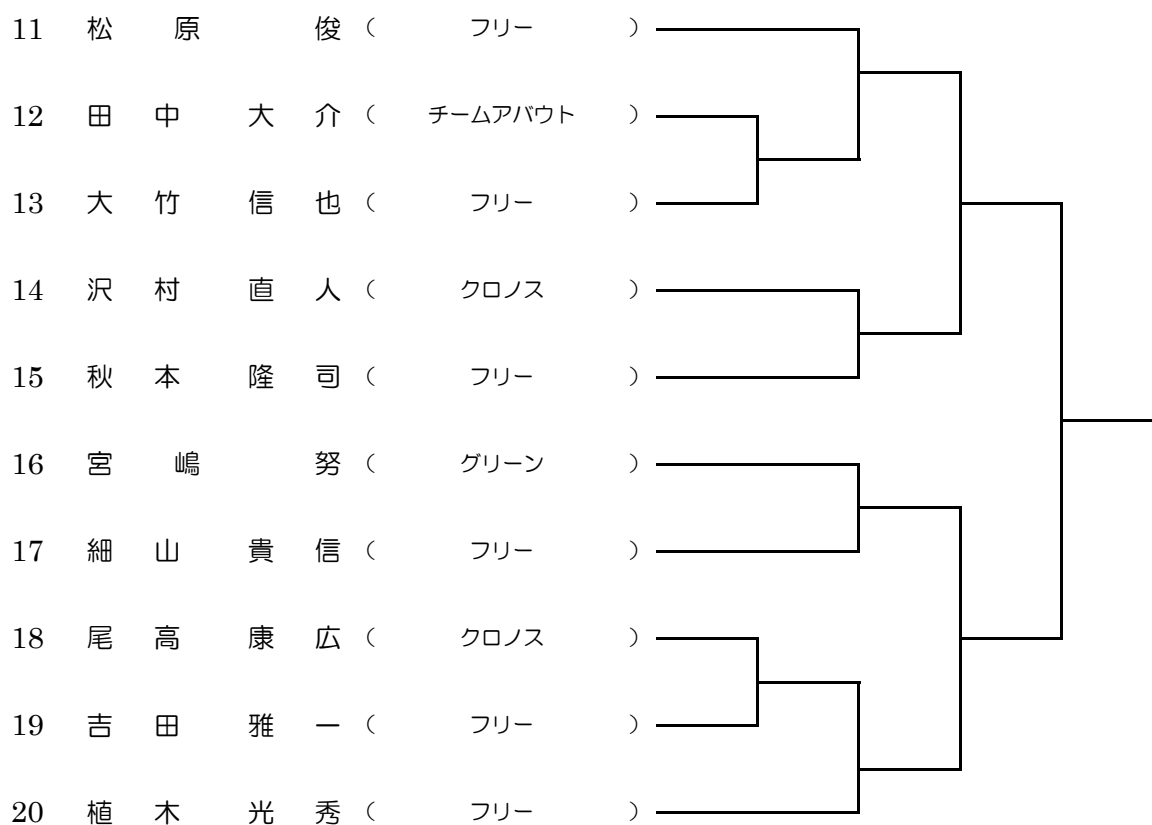 11 松 原 俊 ( フリー )
12 田 中 大 介 ( チームアバウト )
13 大 竹 信 也 ( フリー )
14 沢 村 直 人 ( クロノス )
15 秋 本 隆 司 ( フリー )
16 宮 嶋 努 ( グリーン )
17 細 山 貴 信 ( フリー )
18 尾 高 康 広 ( クロノス )
19 吉 田 雅 一 ( フリー )
20 植 木 光 秀 ( フリー )